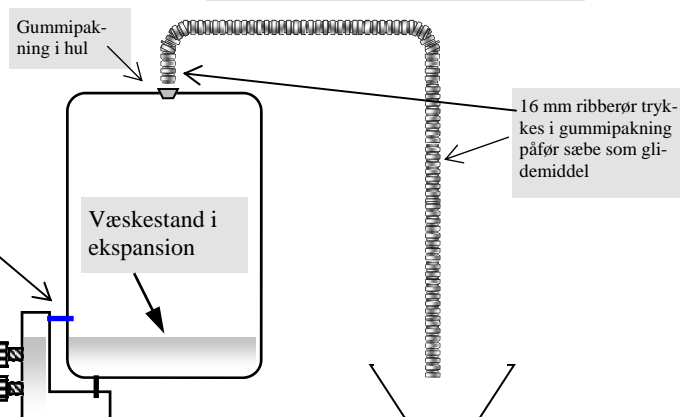 Gummipak-
ning i hul
16 mm ribberør tryk-
kes i gummipakning
påfør sæbe som gli-
demiddel
Væskestand i
ekspansion